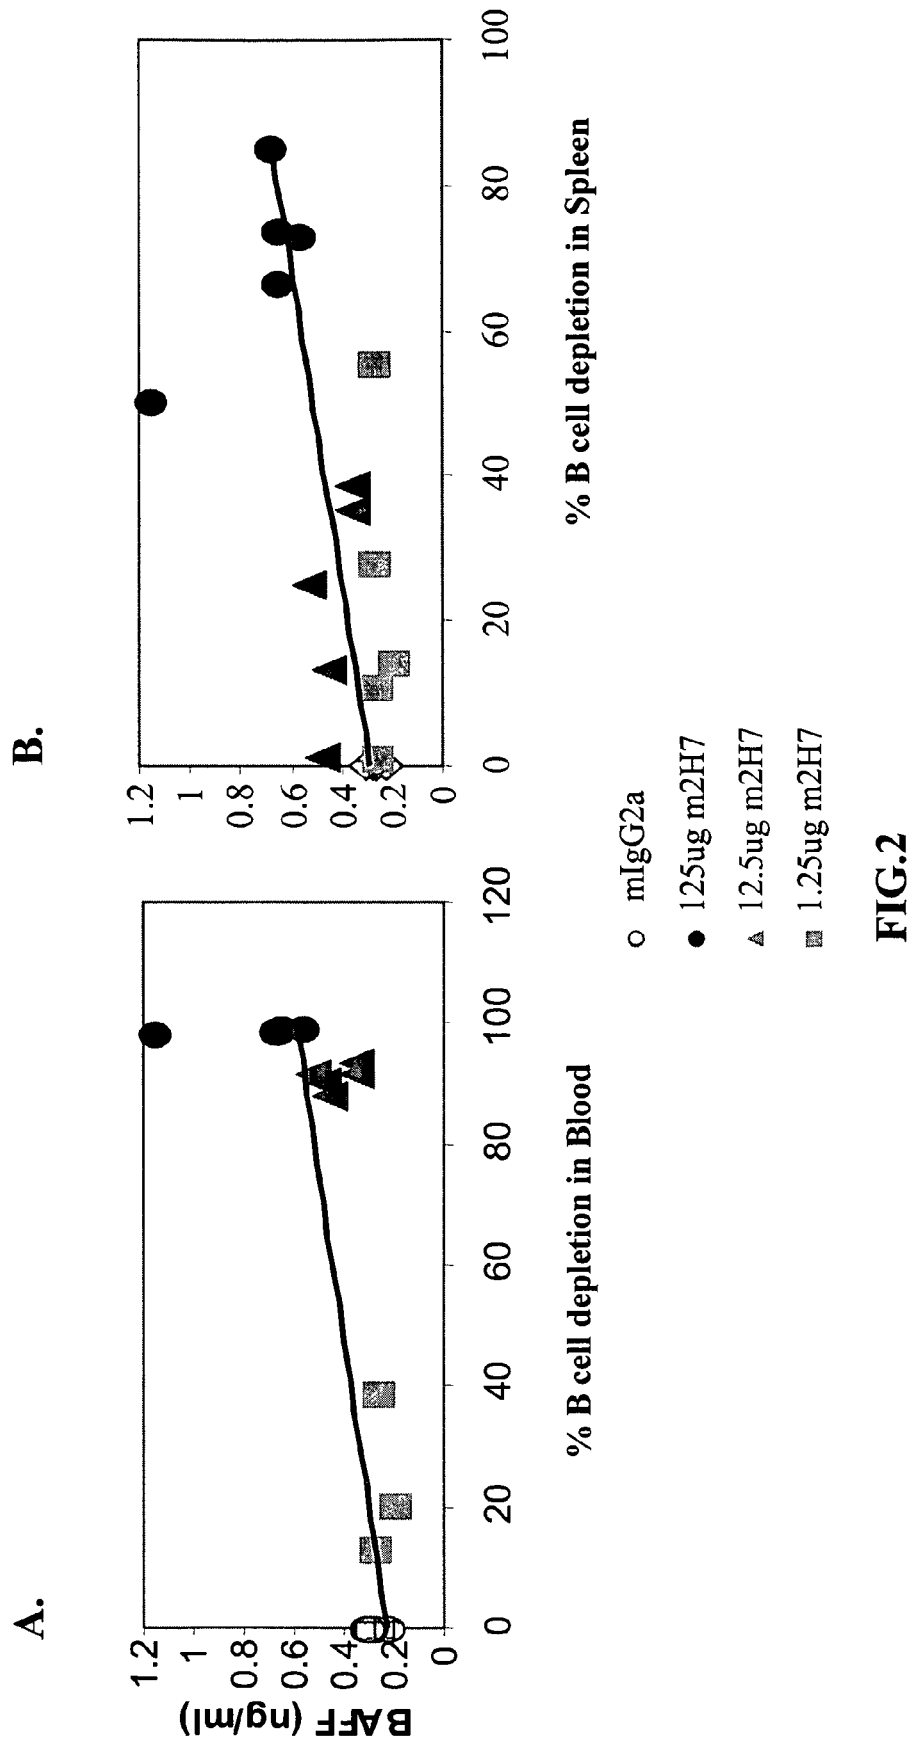 A.
BAFF (ng/ml)
1.2
1
0.8
0.6
0.4
0.2
0
0 20 40 60 80 100 120
% B cell depletion in Blood
B.
1.2
1
0.8
0.6
0.4
0.2
0
0 20 40 60 80 100
% B cell depletion in Spleen
mIgG2a
125ug m2H7
12.5ug m2H7
1.25ug m2H7
FIG.2